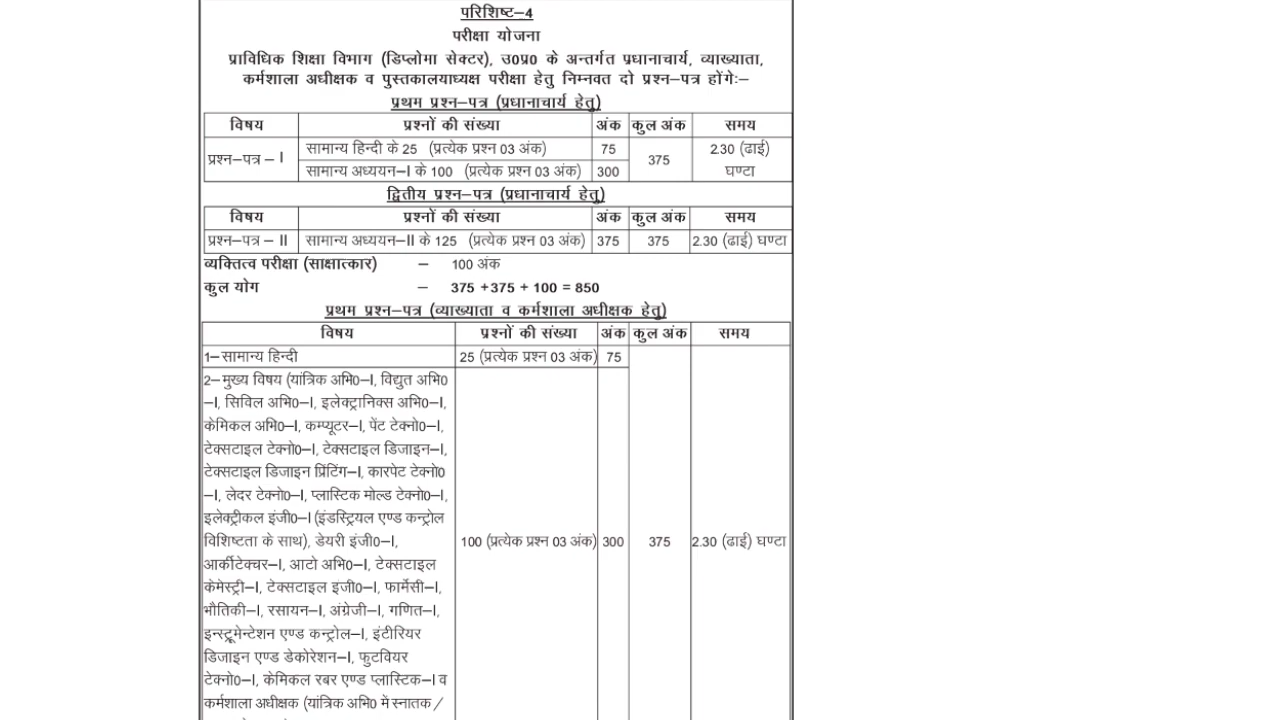 परिशिष्ट–4
परीक्षा योजना
प्राविधिक शिक्षा विभाग (डिप्लोमा सेक्टर), उ0प्र0 के अन्तर्गत प्रधानाचार्य, व्याख्याता,
कर्मशाला अधीक्षक व पुस्तकालयाध्यक्ष परीक्षा हेतु निम्नवत दो प्रश्न–पत्र होंगेः–
प्रथम प्रश्न–पत्र (प्रधानाचार्य हेतु)
विषय प्रश्नों की संख्या अंक कुल अंक समय
प्रश्न–पत्र – I सामान्य हिन्दी के 25 (प्रत्येक प्रश्न 03 अंक) 75 375 2.30 (ढाई)
सामान्य अध्ययन–I के 100 (प्रत्येक प्रश्न 03 अंक) 300 घण्टा
द्वितीय प्रश्न–पत्र (प्रधानाचार्य हेतु)
विषय प्रश्नों की संख्या अंक कुल अंक समय
प्रश्न–पत्र – II सामान्य अध्ययन–II के 125 (प्रत्येक प्रश्न 03 अंक) 375 375 2.30 (ढाई) घण्टा
व्यक्तित्व परीक्षा (साक्षात्कार) – 100 अंक
कुल योग – 375 +375 + 100 = 850
प्रथम प्रश्न–पत्र (व्याख्याता व कर्मशाला अधीक्षक हेतु)
विषय प्रश्नों की संख्या अंक कुल अंक समय
1–सामान्य हिन्दी 25 (प्रत्येक प्रश्न 03 अंक) 75
2–मुख्य विषय (यांत्रिक अभि0–I, विद्युत अभि0
–I, सिविल अभि0–I, इलेक्ट्रानिक्स अभि0–I,
केमिकल अभि0–I, कम्प्यूटर–I, पेंट टेक्नो0–I,
टेक्सटाइल टेक्नो0–I, टेक्सटाइल डिजाइन–I,
टेक्सटाइल डिजाइन प्रिंटिंग–I, कारपेट टेक्नो0
–I, लेदर टेक्नो0–I, प्लास्टिक मोल्ड टेक्नो0–I,
इलेक्ट्रीकल इंजी0–I (इंडस्ट्रियल एण्ड कन्ट्रोल
विशिष्टता के साथ), डेयरी इंजी0–I, 100 (प्रत्येक प्रश्न 03 अंक) 300 375 2.30 (ढाई) घण्टा
आर्कीटेक्चर–I, आटो अभि0–I, टेक्सटाइल
केमेस्ट्री–I, टेक्सटाइल इजी0–I, फार्मेसी–I,
भौतिकी–I, रसायन–I, अंग्रेजी–I, गणित–I,
इन्स्ट्रूमेन्टेशन एण्ड कन्ट्रोल–I, इंटीरियर
डिजाइन एण्ड डेकोरेशन–I, फुटवियर
टेक्नो0–I, केमिकल रबर एण्ड प्लास्टिक–I व
कर्मशाला अधीक्षक (यांत्रिक अभि0 में स्नातक /